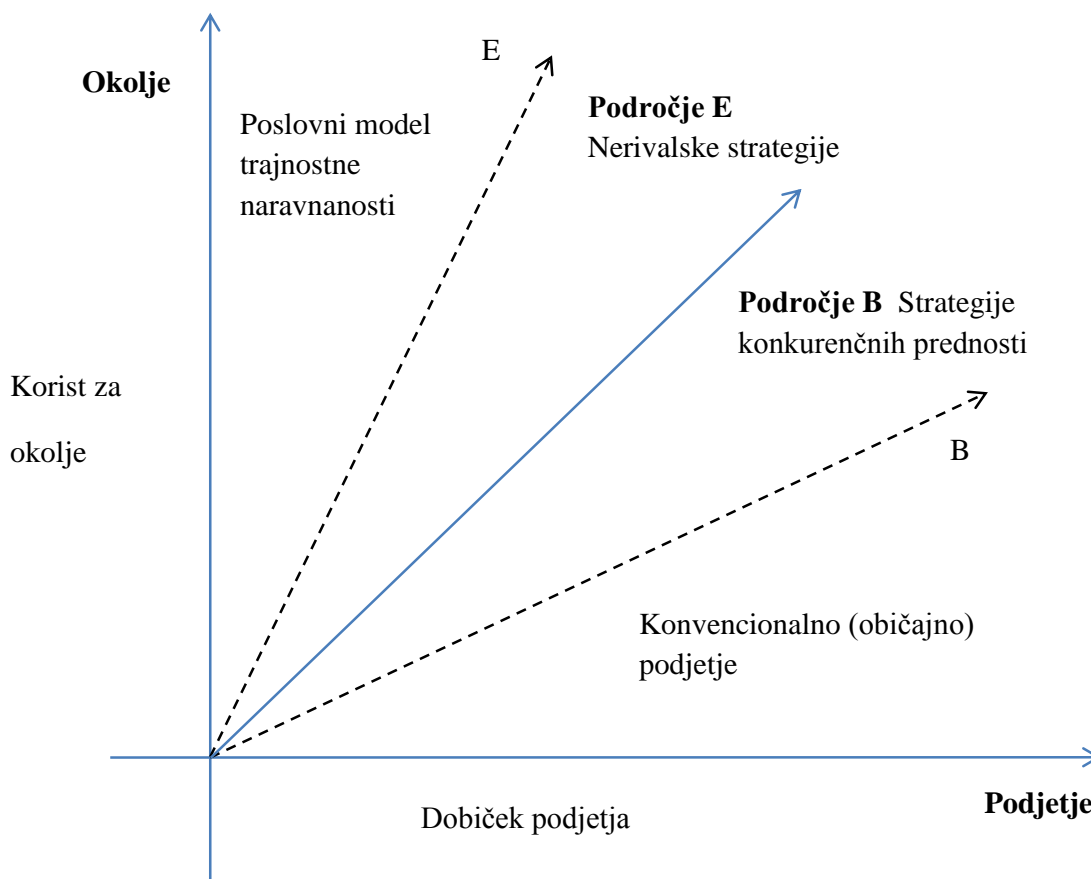 E
Okolje
Področje E
Nerivalske strategije
Poslovni model
trajnostne
naravnanosti
Področje B Strategije
konkurenčnih prednosti
Korist za
okolje
B
Konvencionalno (običajno)
podjetje
Podjetje
Dobiček podjetja